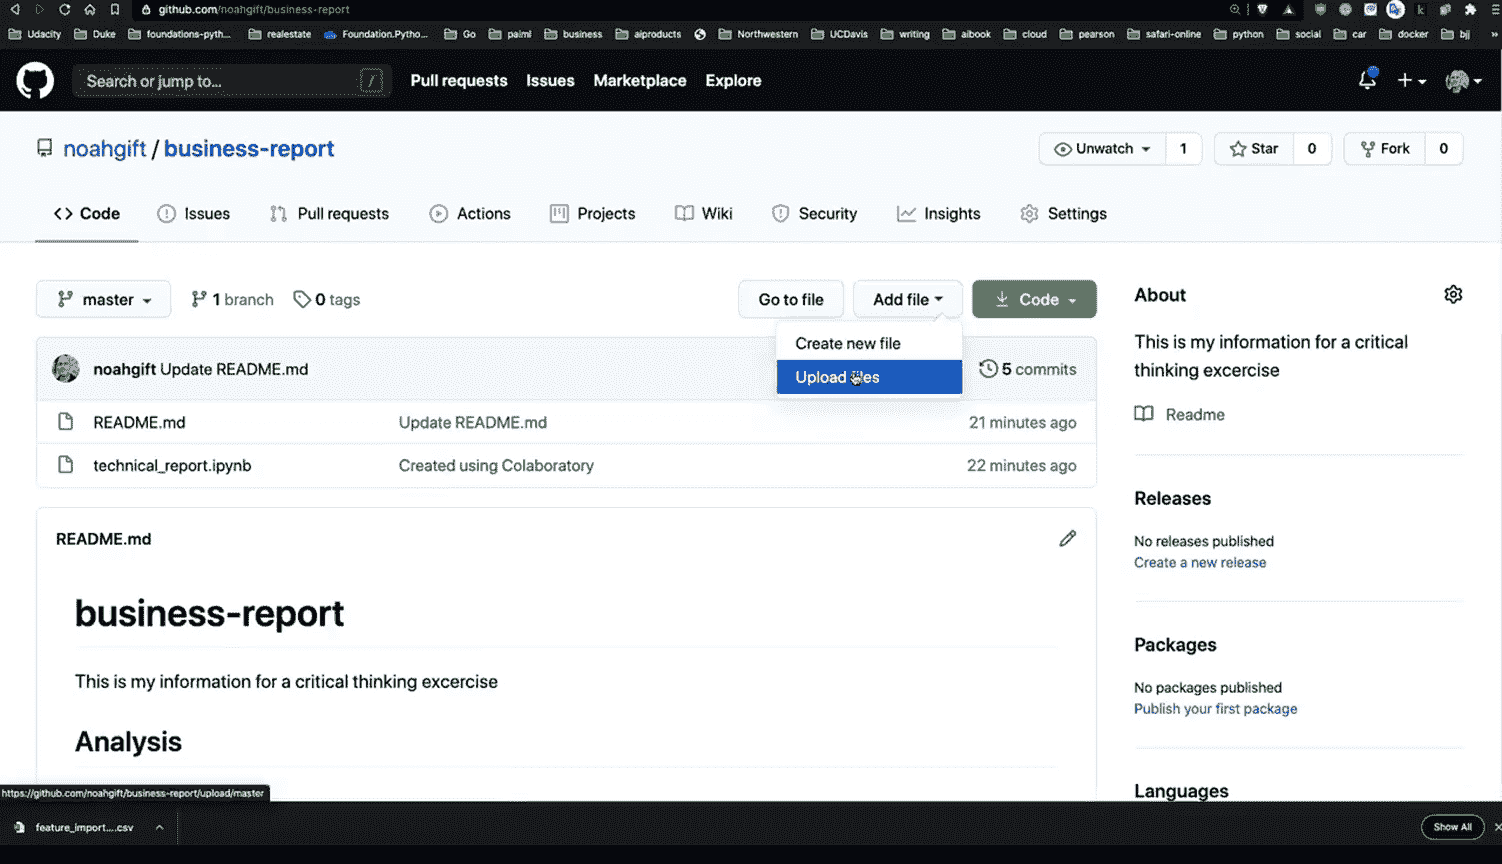 github.com/noahgift/business-report
Udacity Duke foundations-pyth... realestate Foundation.Pytho... Go paiml business aiproducts Northwestern UCDavis writing aibook cloud pearson safari-online python social car docker bjj »
Search or jump to... / Pull requests Issues Marketplace Explore
noahgift / business-report Unwatch 1 Star 0 Fork 0
Code Issues Pull requests Actions Projects Wiki Security Insights Settings
master 1 branch 0 tags Go to file Add file Code About
Create new file
This is my information for a critical
thinking excercise
noahgift Update README.md 5 commits
Upload files
Readme
README.md Update README.md 21 minutes ago
technical_report.ipynb Created using Colaboratory 22 minutes ago
Releases
No releases published
Create a new release
README.md
business-report
Packages
This is my information for a critical thinking excercise
No packages published
Publish your first package
Analysis
Languages
https://github.com/noahgift/business-report/upload/master
feature_import....csv Show All